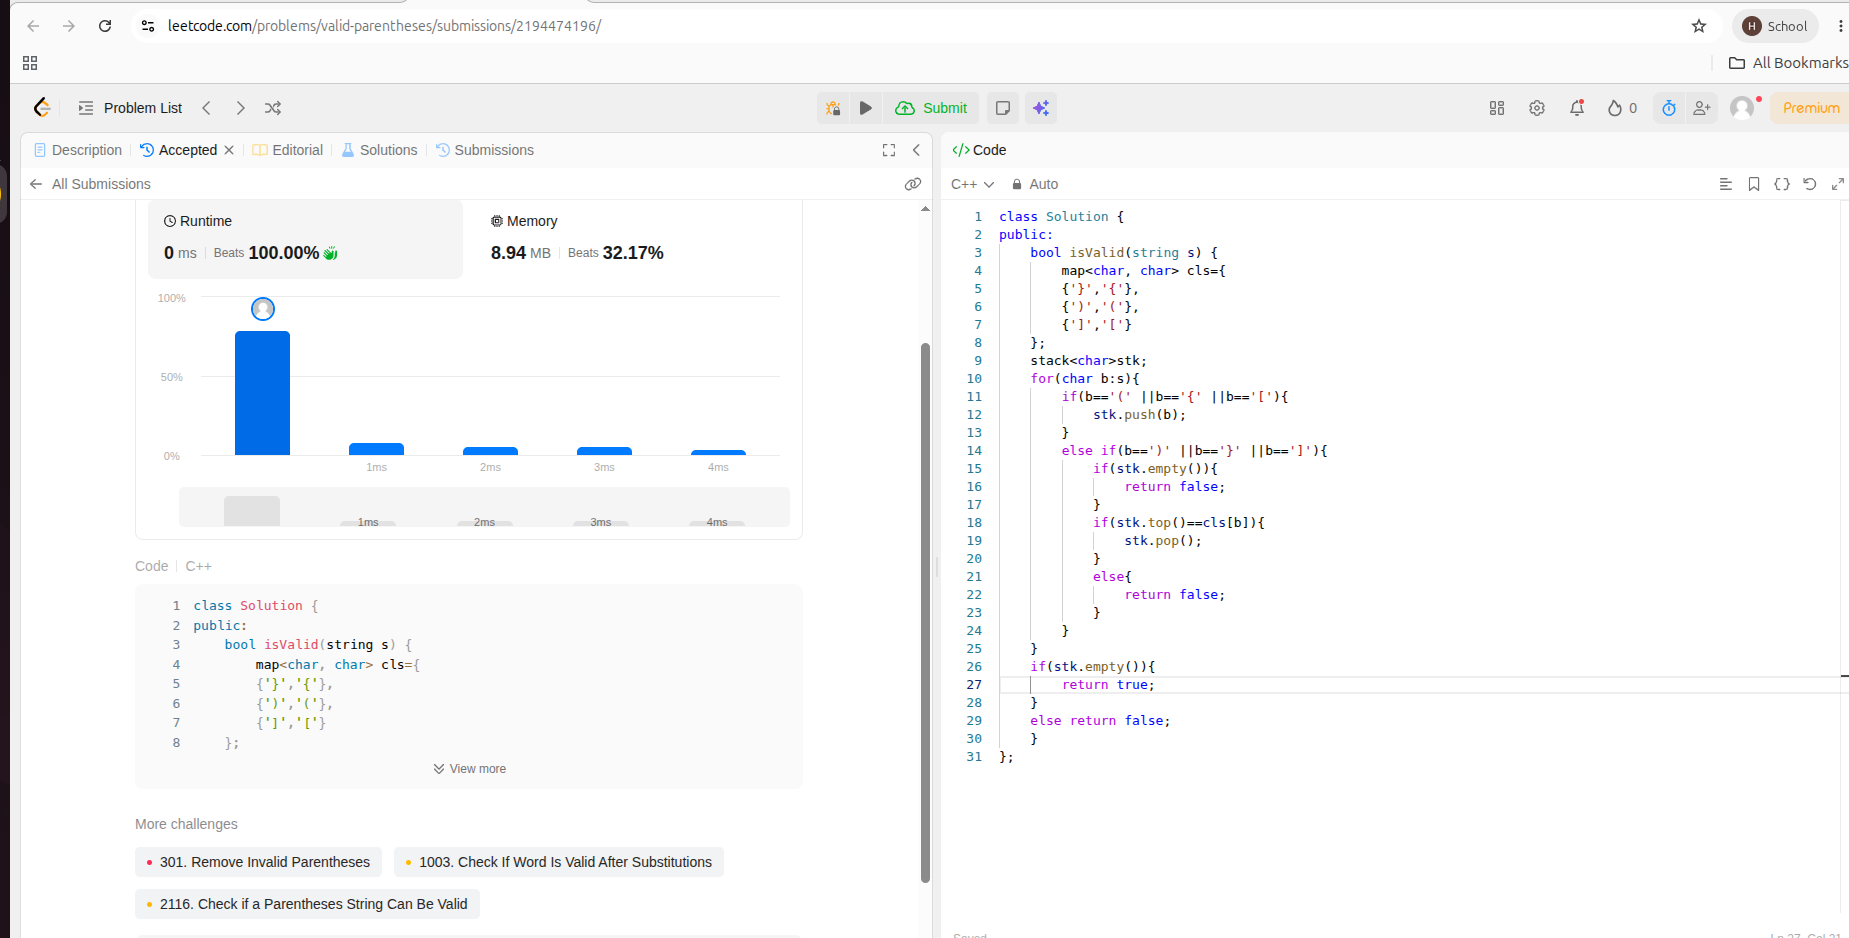 leetcode.com/problems/valid-parentheses/submissions/2194474196/
H School
All Bookmarks
Problem List
Submit
0
Premium
Description
Accepted
Editorial
Solutions
Submissions
All Submissions
Runtime
0 ms Beats 100.00%
Memory
8.94 MB Beats 32.17%
100%
50%
0%
1ms 2ms 3ms 4ms
1ms 2ms 3ms 4ms
Code C++
1 class Solution {
2 public:
3     bool isValid(string s) {
4         map<char, char> cls={
5         {'}','{'},
6         {')','('},
7         {']','['}
8     };
View more
More challenges
301. Remove Invalid Parentheses
1003. Check If Word Is Valid After Substitutions
2116. Check if a Parentheses String Can Be Valid
</> Code
C++ Auto
1 class Solution {
2 public:
3     bool isValid(string s) {
4         map<char, char> cls={
5         {'}','{'},
6         {')','('},
7         {']','['}
8     };
9     stack<char>stk;
10     for(char b:s){
11         if(b=='(' ||b=='{' ||b=='['){
12             stk.push(b);
13         }
14         else if(b==')' ||b=='}' ||b==']'){
15             if(stk.empty()){
16                 return false;
17             }
18             if(stk.top()==cls[b]){
19                 stk.pop();
20             }
21             else{
22                 return false;
23             }
24         }
25     }
26     if(stk.empty()){
27         return true;
28     }
29     else return false;
30     }
31 };